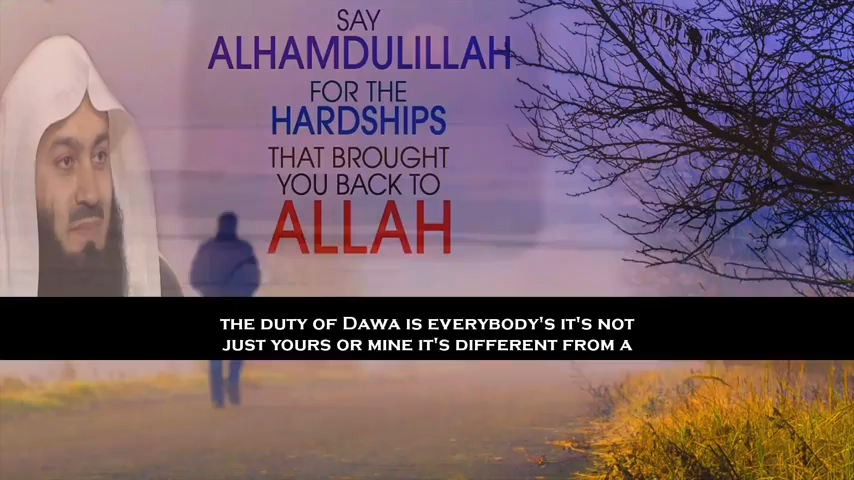 SAY
ALHAMDULILLAH
FOR THE
HARDSHIPS
THAT BROUGHT
YOU BACK TO
ALLAH
THE DUTY OF DAWA IS EVERYBODY'S IT'S NOT
JUST YOURS OR MINE IT'S DIFFERENT FROM A